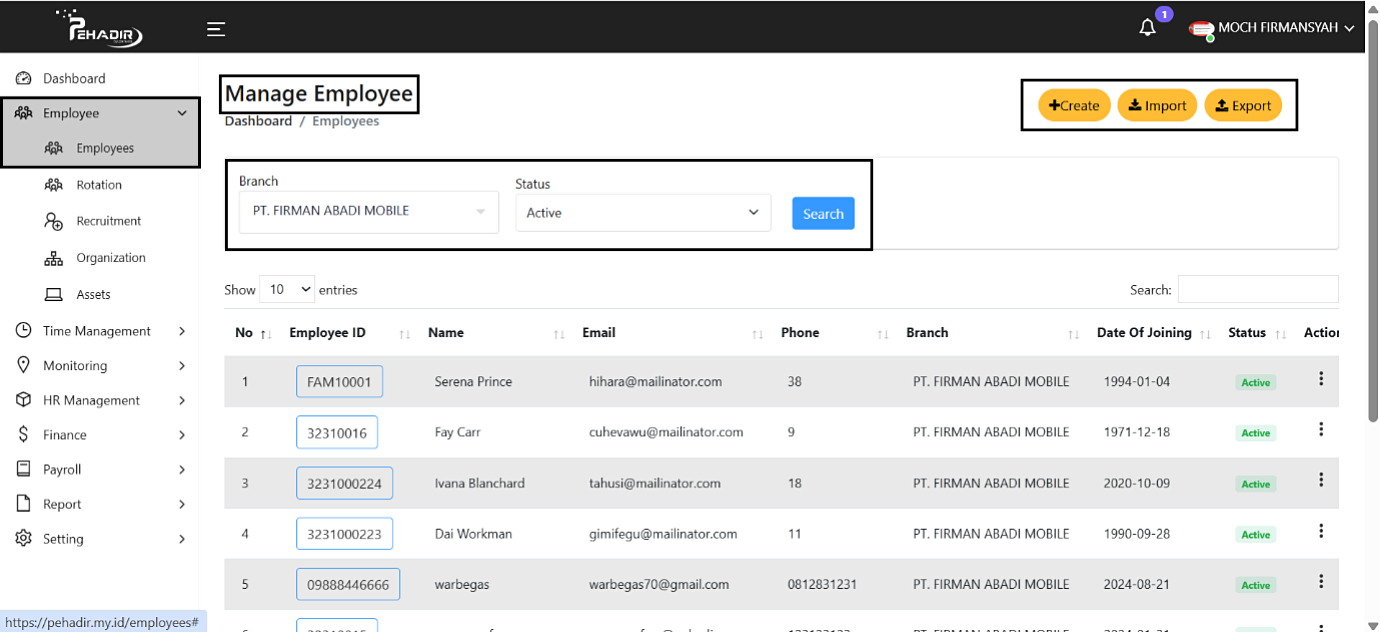 PEHADIR
1
MOCH FIRMANSYAH
Dashboard
Employee
Employees
Rotation
Recruitment
Organization
Assets
Time Management
Monitoring
HR Management
Finance
Payroll
Report
Setting
Manage Employee
Dashboard / Employees
Create Import Export
Branch Status
PT. FIRMAN ABADI MOBILE Active Search
Show 10 entries Search:
No Employee ID Name Email Phone Branch Date Of Joining Status Action
1 FAM10001 Serena Prince hihara@mailinator.com 38 PT. FIRMAN ABADI MOBILE 1994-01-04 Active
2 32310016 Fay Carr cuhevawu@mailinator.com 9 PT. FIRMAN ABADI MOBILE 1971-12-18 Active
3 3231000224 Ivana Blanchard tahusi@mailinator.com 18 PT. FIRMAN ABADI MOBILE 2020-10-09 Active
4 3231000223 Dai Workman gimifegu@mailinator.com 11 PT. FIRMAN ABADI MOBILE 1990-09-28 Active
5 09888446666 warbegas warbegas70@gmail.com 0812831231 PT. FIRMAN ABADI MOBILE 2024-08-21 Active
https://pehadir.my.id/employees#